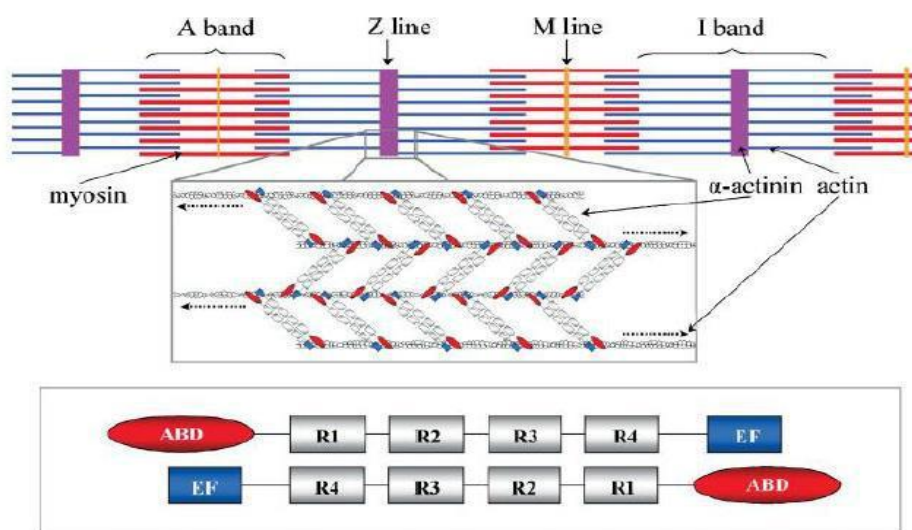 A band Z line M line I band
myosin α-actinin actin
ABD R1 R2 R3 R4 EF
EF R4 R3 R2 R1 ABD